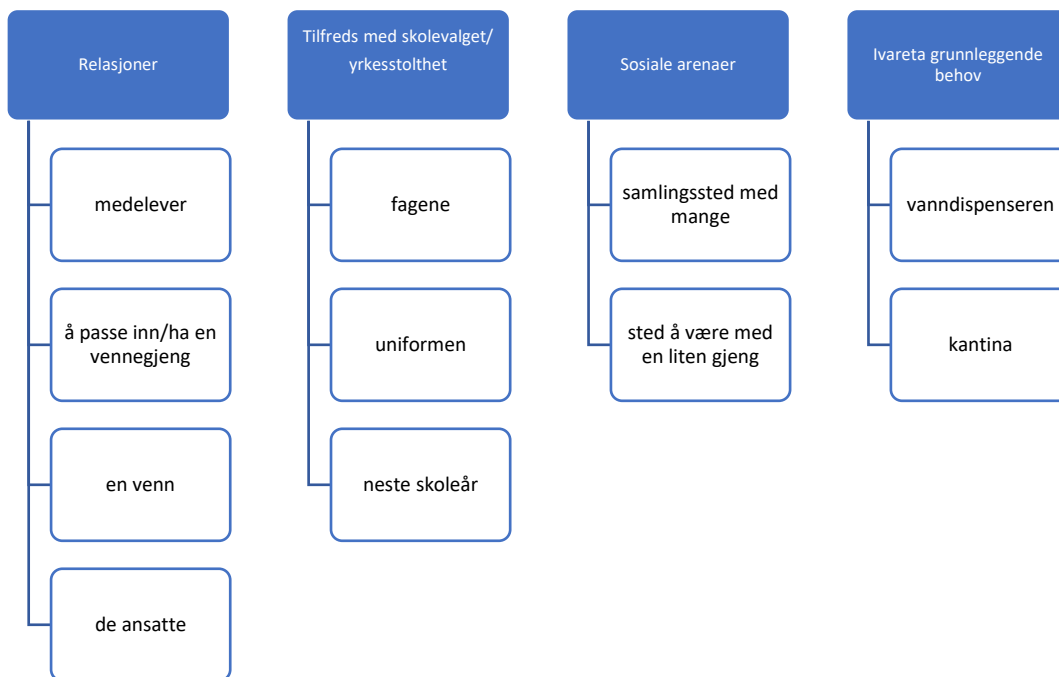 Relasjoner
medelever
å passe inn/ha en
vennegjeng
en venn
de ansatte
Tilfreds med skolevalget/
yrkesstolthet
fagene
uniformen
neste skoleår
Sosiale arenaer
samlingssted med
mange
sted å være med
en liten gjeng
Ivareta grunnleggende
behov
vanndispenseren
kantina